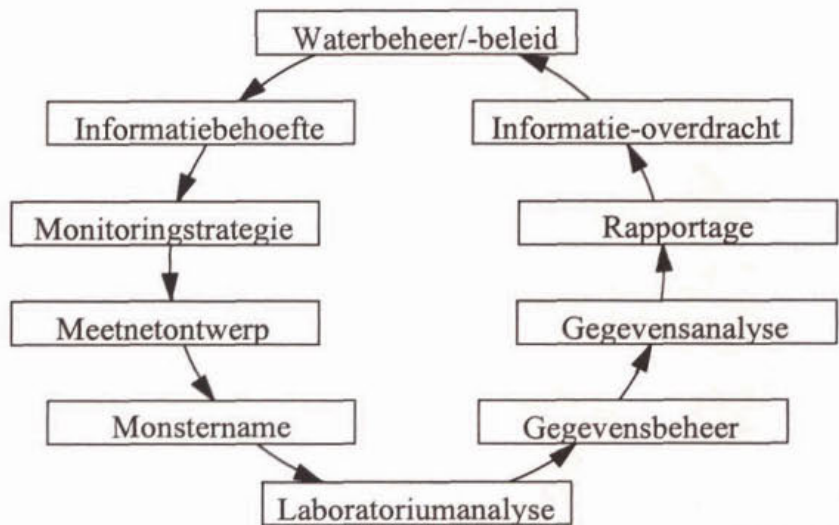 Waterbeheer/-beleid
Informatiebehoefte
Informatie-overdracht
Monitoringstrategie
Rapportage
Meetnetontwerp
Gegevensanalyse
Monstername
Gegevensbeheer
Laboratoriumanalyse